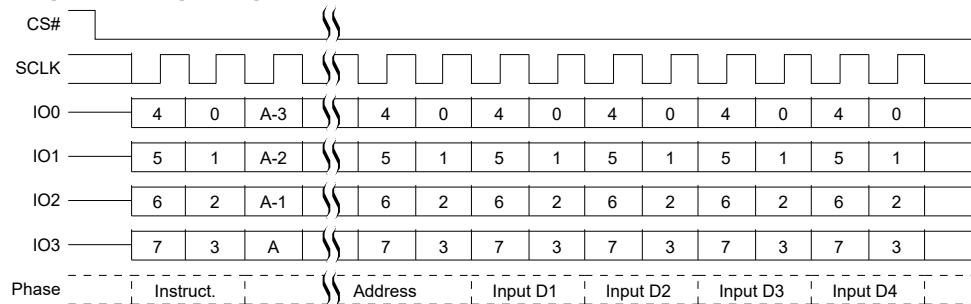 CS#
SCLK
IO0 4 0 A-3 4 0 4 0 4 0 4 0 4 0
IO1 5 1 A-2 5 1 5 1 5 1 5 1 5 1
IO2 6 2 A-1 6 2 6 2 6 2 6 2 6 2
IO3 7 3 A 7 3 7 3 7 3 7 3 7 3
Phase Instruct. Address Input D1 Input D2 Input D3 Input D4